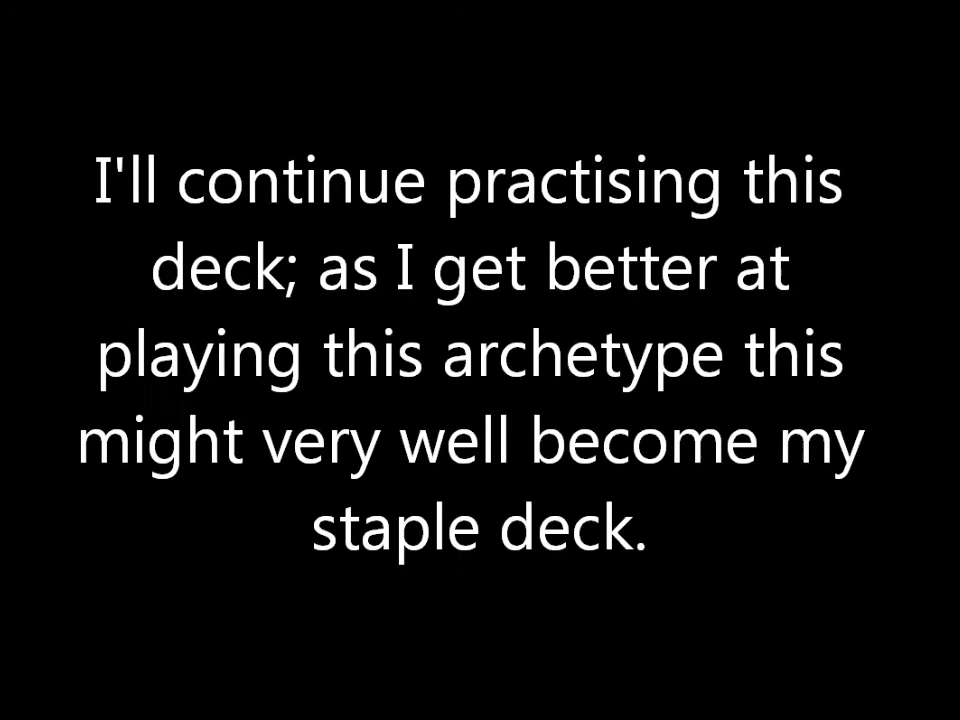 I'll continue practising this
deck; as I get better at
playing this archetype this
might very well become my
staple deck.